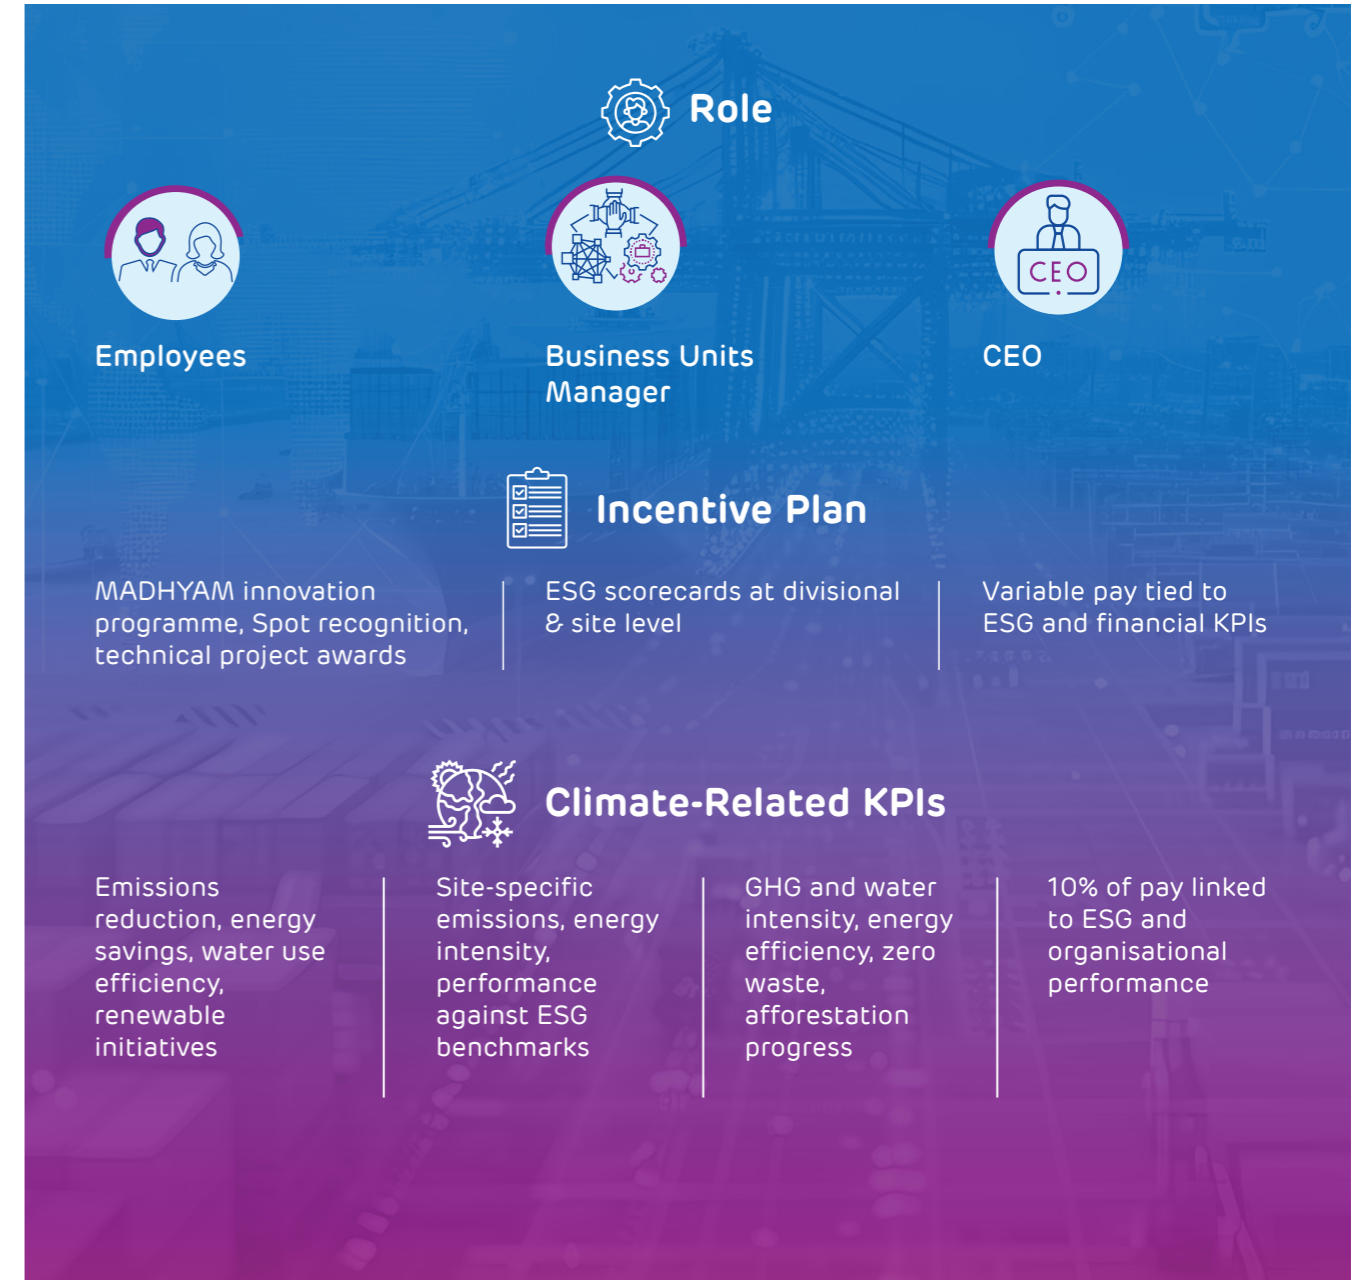 Role
CEO
Employees
Business Units
Manager
CEO
Incentive Plan
MADHYAM innovation
programme, Spot recognition,
technical project awards
ESG scorecards at divisional
& site level
Variable pay tied to
ESG and financial KPIs
Climate-Related KPIs
Emissions
reduction, energy
savings, water use
efficiency,
renewable
initiatives
Site-specific
emissions, energy
intensity,
performance
against ESG
benchmarks
GHG and water
intensity, energy
efficiency, zero
waste,
afforestation
progress
10% of pay linked
to ESG and
organisational
performance